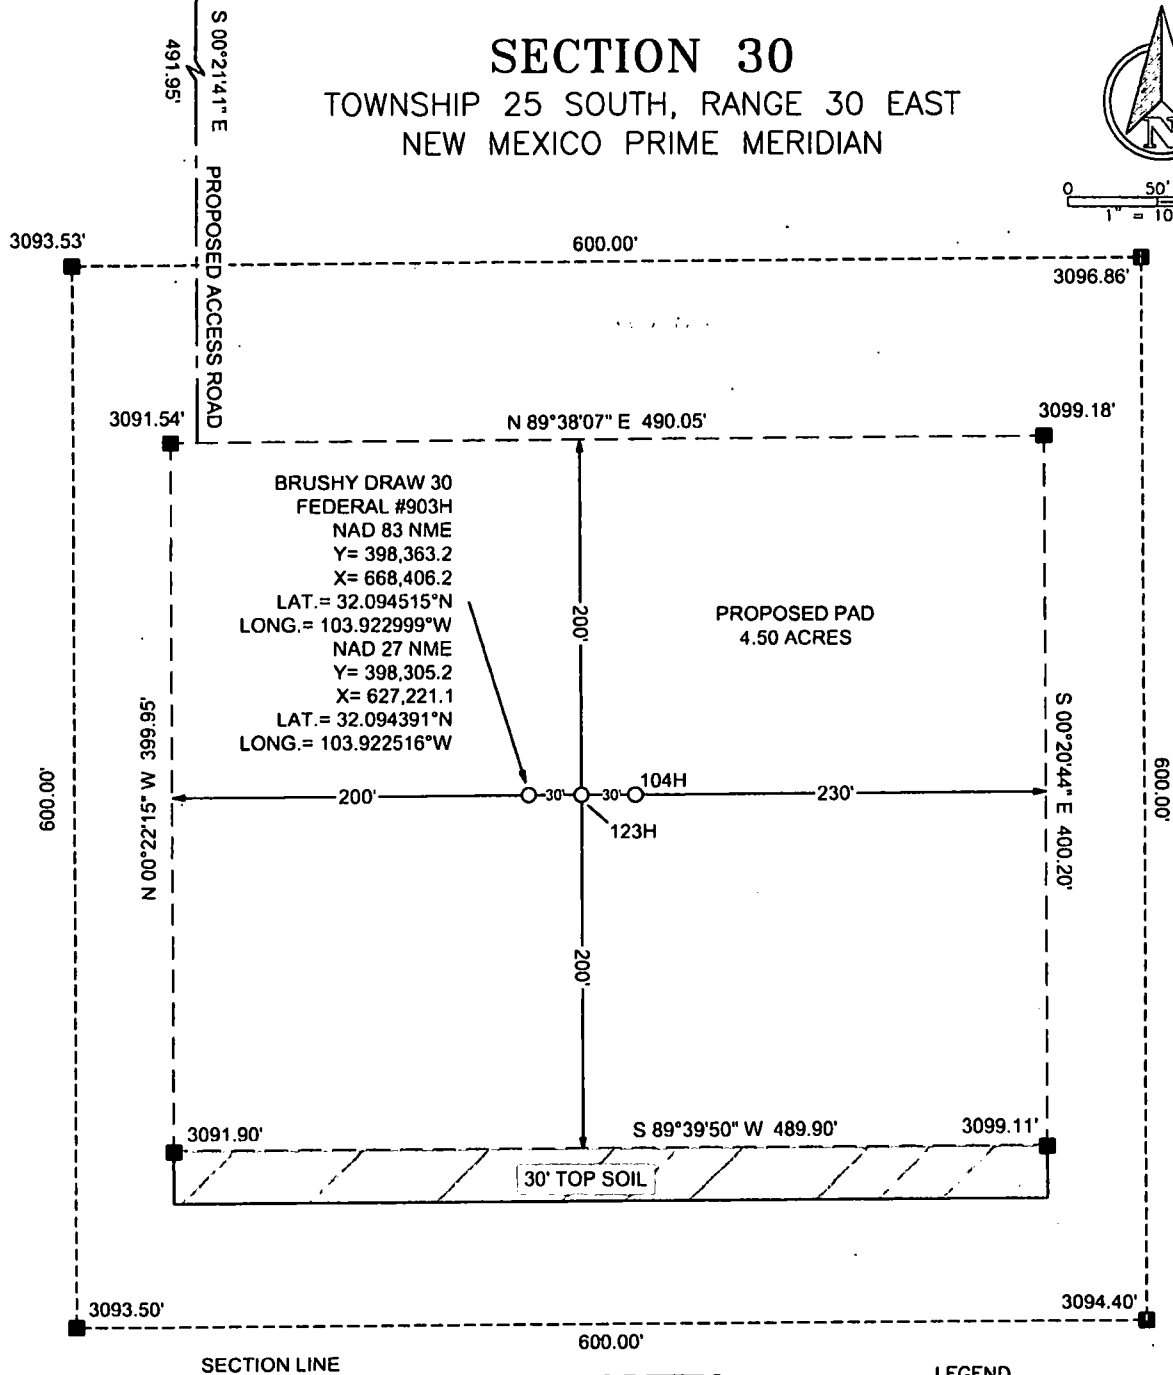 SECTION 30
TOWNSHIP 25 SOUTH, RANGE 30 EAST
NEW MEXICO PRIME MERIDIAN
S 00°21'41" E
491.95'
PROPOSED ACCESS ROAD
N
0 50'
1" = 10
3093.53'
600.00'
3096.86'
3091.54'
N 89°38'07" E 490.05'
3099.18'
BRUSHY DRAW 30
FEDERAL #903H
NAD 83 NME
Y= 398,363.2
X= 668,406.2
LAT.= 32.094515°N
LONG.= 103.922999°W
NAD 27 NME
Y= 398,305.2
X= 627,221.1
LAT.= 32.094391°N
LONG.= 103.922516°W
200'
PROPOSED PAD
4.50 ACRES
600.00'
N 00°22'15" W 399.95'
200'
30'
30'
104H
230'
123H
S 00°20'44" E 400.20'
600.00'
200'
3091.90'
S 89°39'50" W 489.90'
3099.11'
30' TOP SOIL
3093.50'
3094.40'
600.00'
SECTION LINE
LEGEND